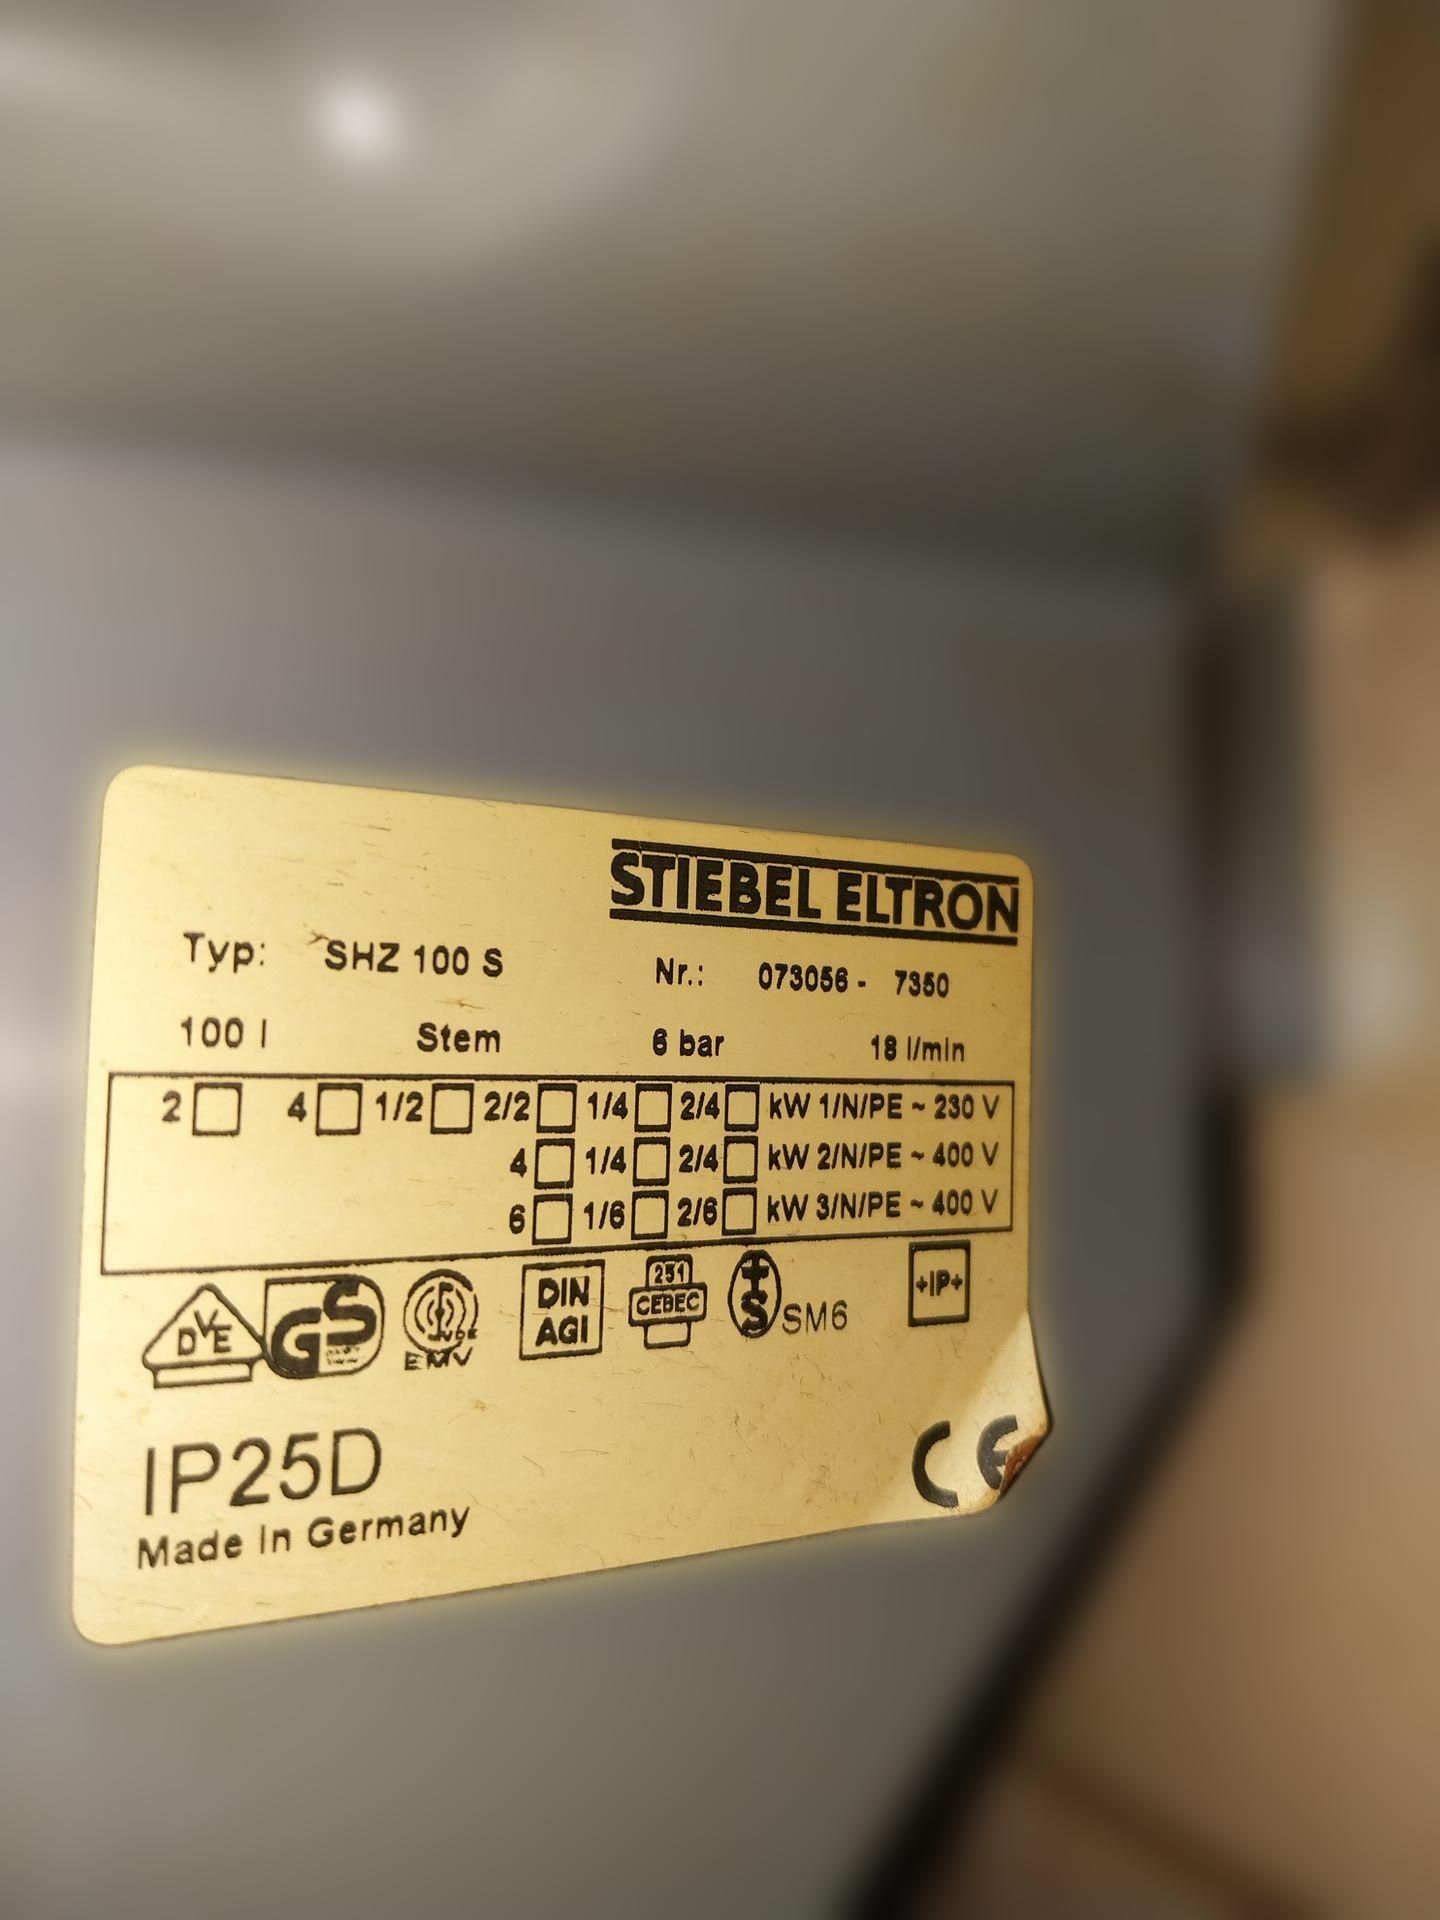 STIEBEL ELTRON
Typ: SHZ 100 S Nr.: 073056 - 7350
100 l Stem 6 bar 18 l/min
2 4 1/2 2/2 1/4 2/4 kW 1/N/PE ~ 230 V
4 1/4 2/4 kW 2/N/PE ~ 400 V
6 1/6 2/6 kW 3/N/PE ~ 400 V
DVE GS EMV DIN AGI 251 CEBEC +S SM6 +IP+
IP25D
Made in Germany
CE